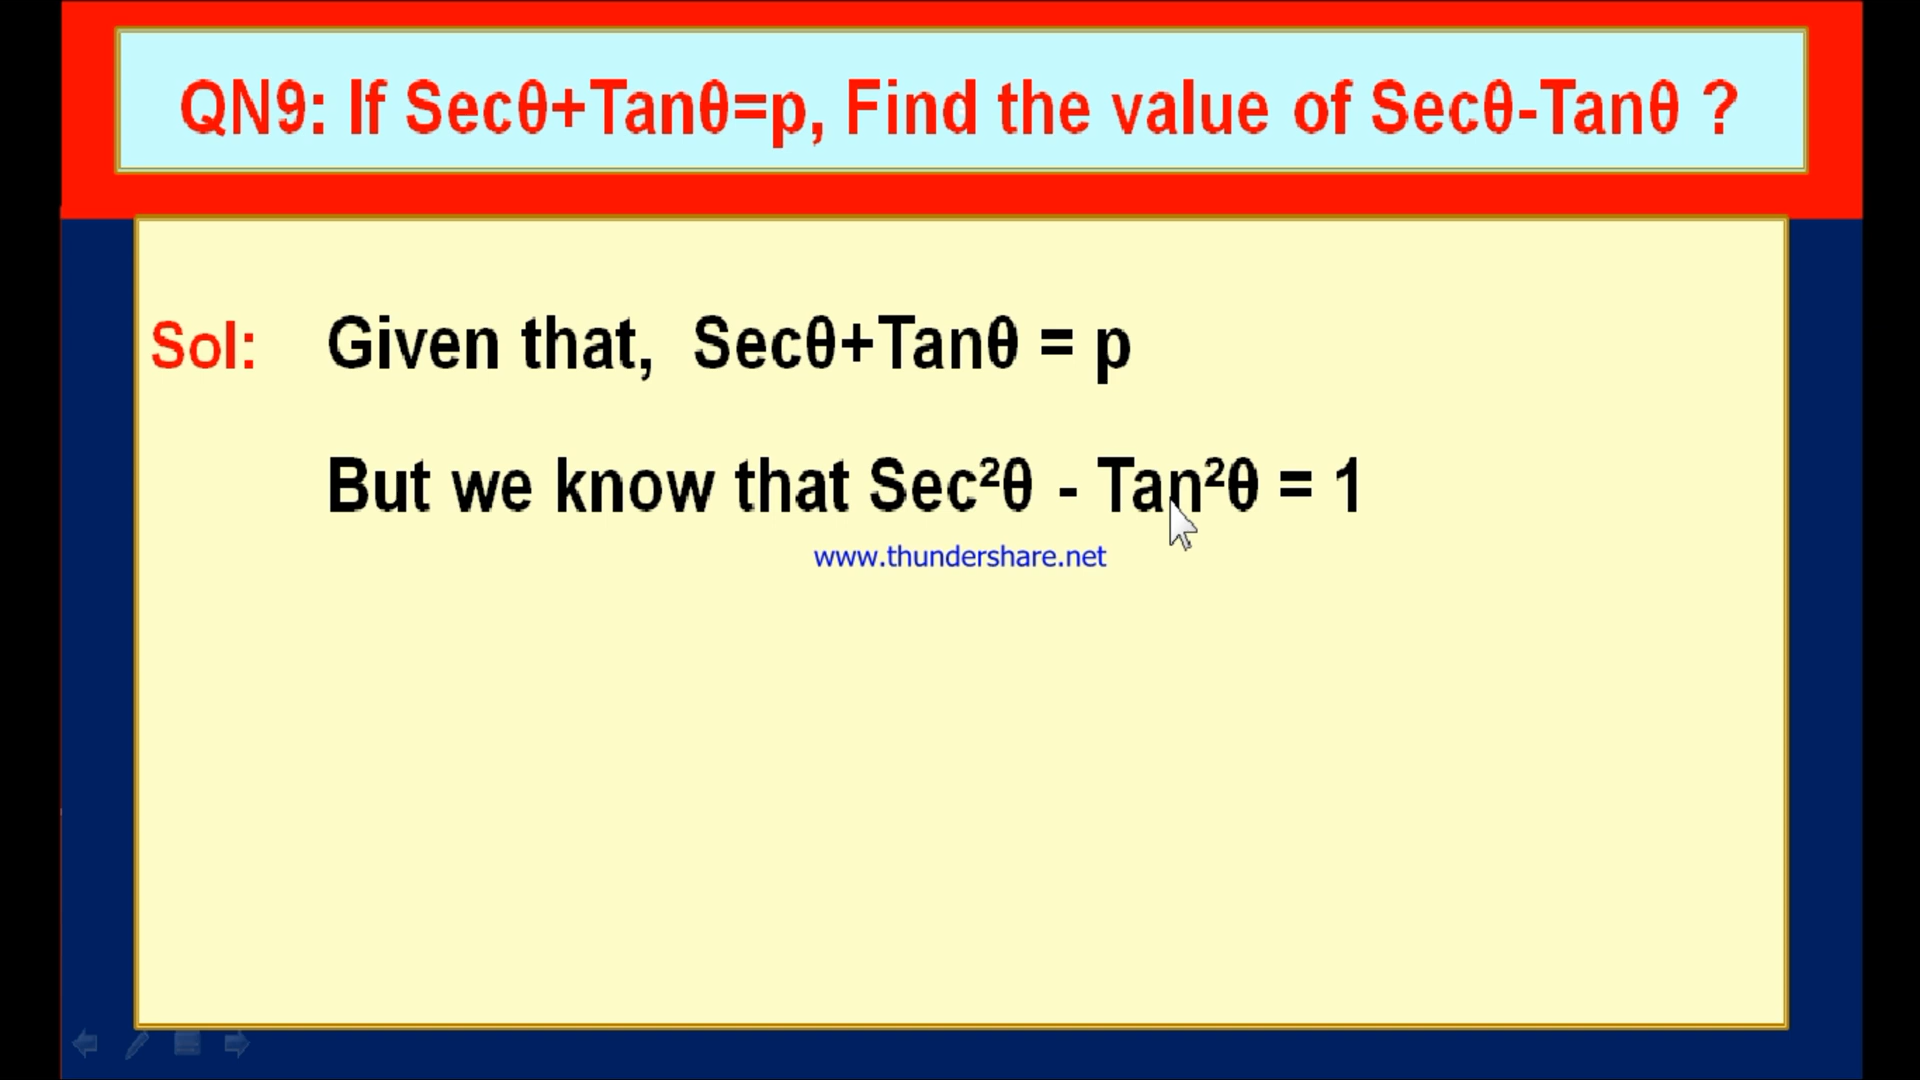 QN9: If Secθ+Tanθ=p, Find the value of Secθ-Tanθ ?
Sol: Given that, Secθ+Tanθ = p
But we know that Sec²θ - Tan²θ = 1
www.thundershare.net